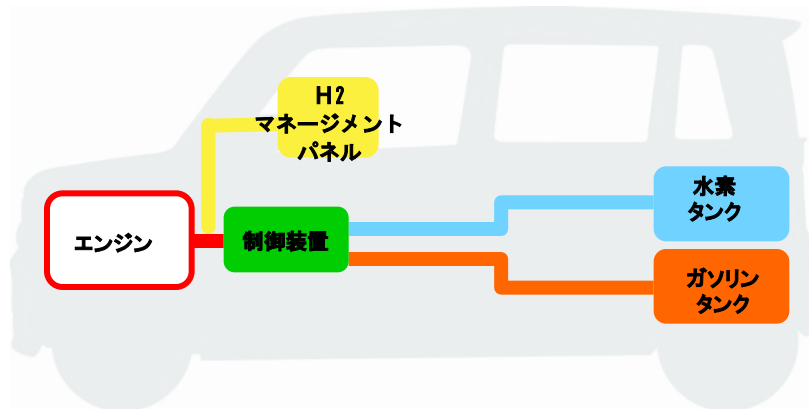 H2
マネージメント
パネル
水素
タンク
エンジン
制御装置
ガソリン
タンク